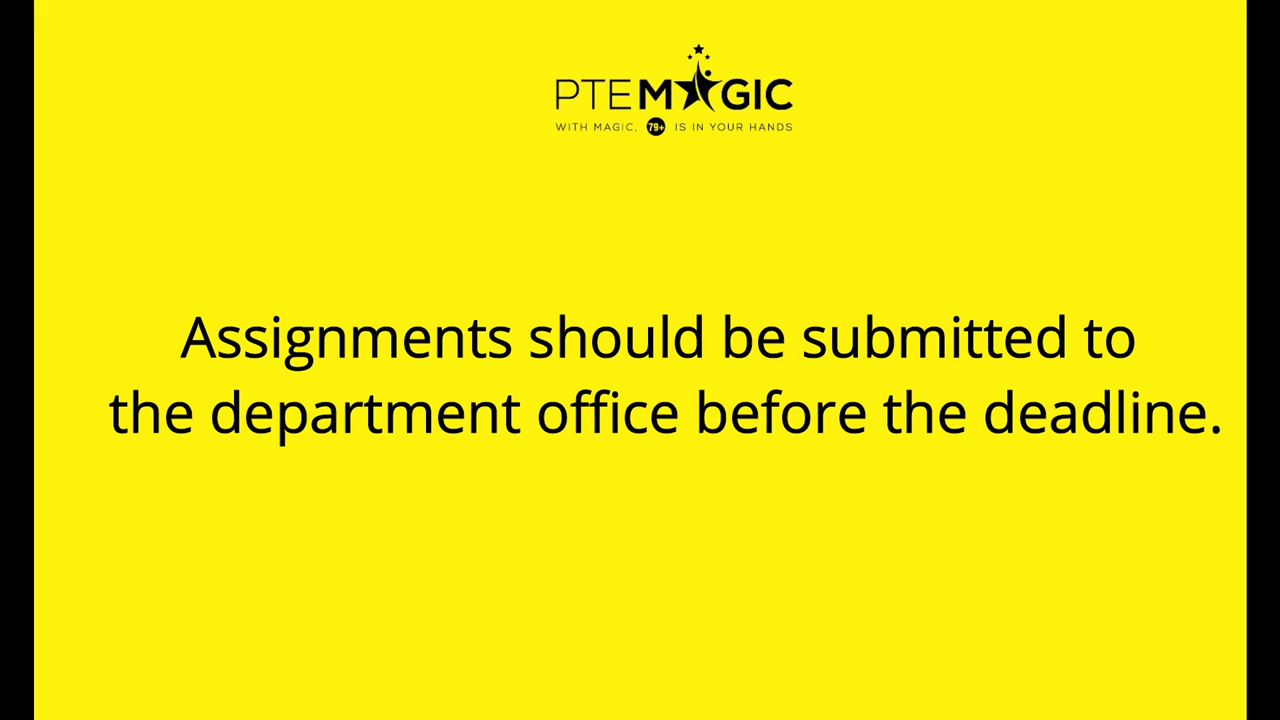 PTEMAGIC
WITH MAGIC, 79+ IS IN YOUR HANDS
Assignments should be submitted to
the department office before the deadline.